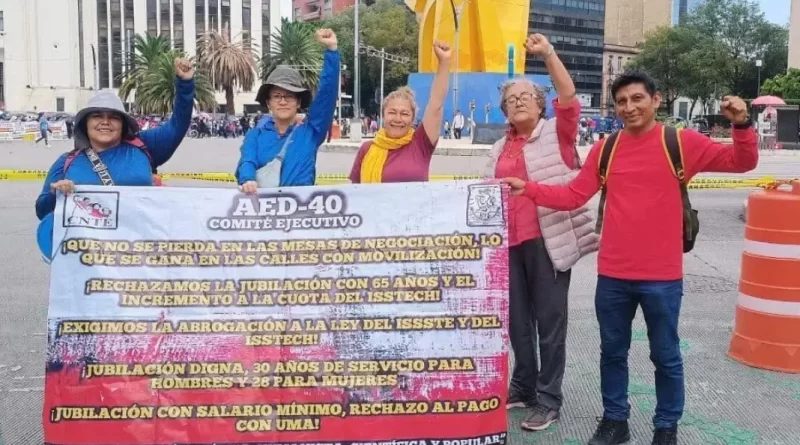 CNTE
AED-40
COMITÉ EJECUTIVO
¡QUE NO SE PIERDA EN LAS MESAS DE NEGOCIACIÓN, LO
QUE SE GANA EN LAS CALLES CON MOVILIZACIÓN!
¡RECHAZAMOS LA JUBILACIÓN CON 65 AÑOS Y EL
INCREMENTO A LA CUOTA DEL ISSTECH!
¡EXIGIMOS LA ABROGACIÓN A LA LEY DEL ISSSTE Y DEL
ISSTECH!
¡JUBILACIÓN DIGNA, 30 AÑOS DE SERVICIO PARA
HOMBRES Y 28 PARA MUJERES,
¡JUBILACIÓN CON SALARIO MÍNIMO, RECHAZO AL PAGO
CON UMA!
CIENTÍFICA Y POPULAR"